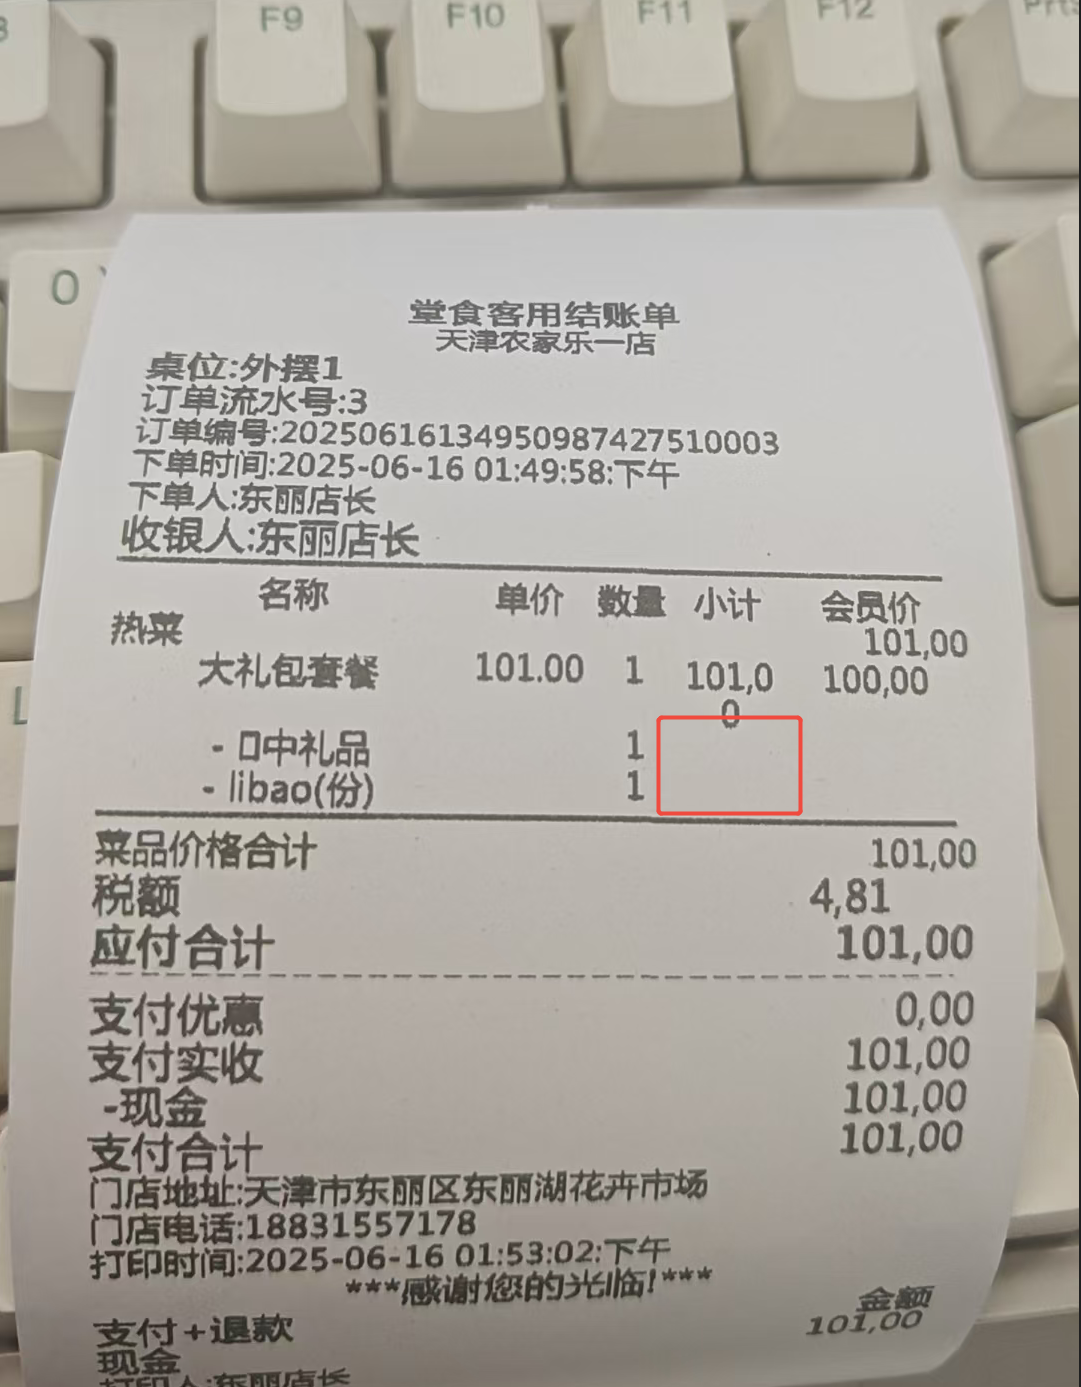 F9 F10 F11 F12
O
堂食客用结账单
天津农家乐一店
桌位:外摆1
订单流水号:3
订单编号:20250616134950987427510003
下单时间:2025-06-16 01:49:58:下午
下单人:东丽店长
收银人:东丽店长
名称 单价 数量 小计 会员价
热菜 101,00
大礼包套餐 101.00 1 101,0 100,00
0
- 口中礼品 1
- libao(份) 1
菜品价格合计 101,00
税额 4,81
应付合计 101,00
支付优惠 0,00
支付实收 101,00
-现金 101,00
支付合计 101,00
门店地址:天津市东丽区东丽湖花卉市场
门店电话:18831557178
打印时间:2025-06-16 01:53:02:下午
***感谢您的光临!***
金额
支付+退款 101,00
现金
打印人:东丽店长
L